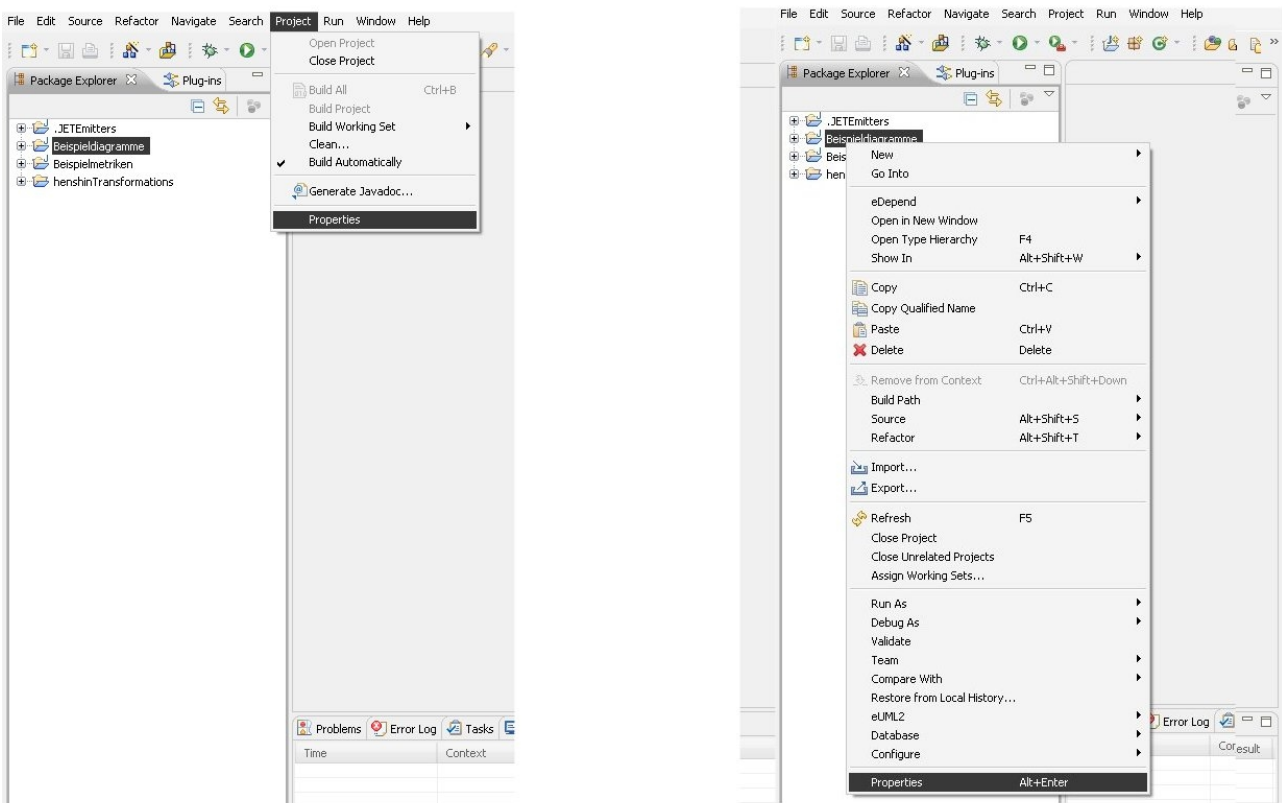 File Edit Source Refactor Navigate Search Project Run Window Help
Open Project
Close Project
Build All Ctrl+B
Build Project
Build Working Set
Clean...
Build Automatically
Generate Javadoc...
Properties
Package Explorer Plug-ins
.JETEmitters
Beispieldiagramme
Beispielmetriken
henshinTransformations
Problems Error Log Tasks
Time Context
File Edit Source Refactor Navigate Search Project Run Window Help
Package Explorer Plug-ins
.JETEmitters
Beispieldiagramme
Beis
hen
New
Go Into
eDepend
Open in New Window
Open Type Hierarchy F4
Show In Alt+Shift+W
Copy Ctrl+C
Copy Qualified Name
Paste Ctrl+V
Delete Delete
Remove from Context Ctrl+Alt+Shift+Down
Build Path
Source Alt+Shift+S
Refactor Alt+Shift+T
Import...
Export...
Refresh F5
Close Project
Close Unrelated Projects
Assign Working Sets...
Run As
Debug As
Validate
Team
Compare With
Restore from Local History...
eUML2
Database
Configure
Properties Alt+Enter
Error Log
Cor esult